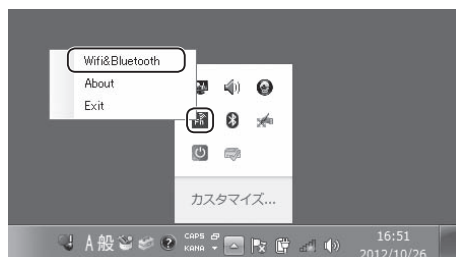 Wifi&Bluetooth
About
Exit
カスタマイズ...
A 般
CAPS
KANA
16:51
2012/10/26